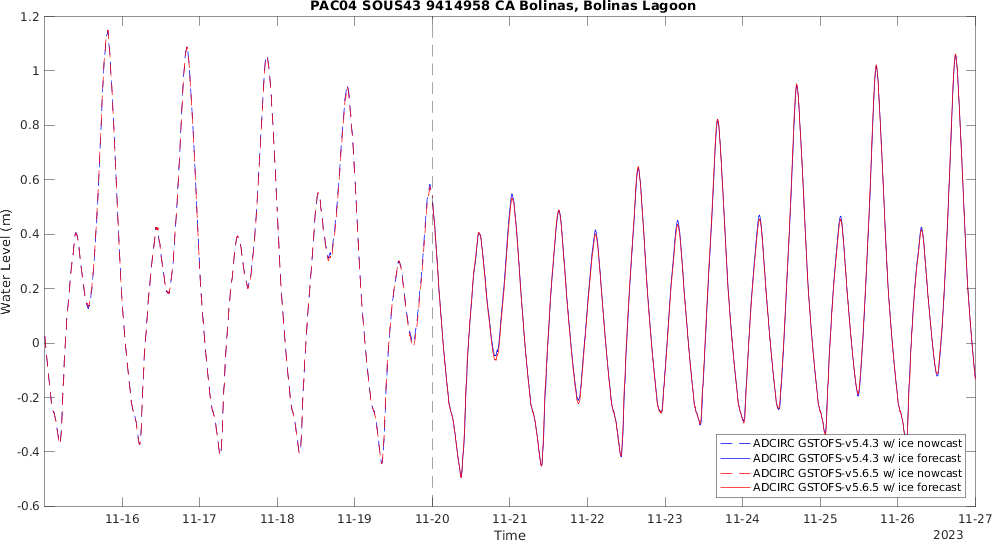 PAC04 SOUS43 9414958 CA Bolinas, Bolinas Lagoon
1.2
1
0.8
0.6
0.4
0.2
0
-0.2
-0.4
-0.6
Water Level (m)
ADCIRC GSTOFS-v5.4.3 w/ ice nowcast
ADCIRC GSTOFS-v5.4.3 w/ ice forecast
ADCIRC GSTOFS-v5.6.5 w/ ice nowcast
ADCIRC GSTOFS-v5.6.5 w/ ice forecast
11-16 11-17 11-18 11-19 11-20 11-21 11-22 11-23 11-24 11-25 11-26 11-27
Time
2023